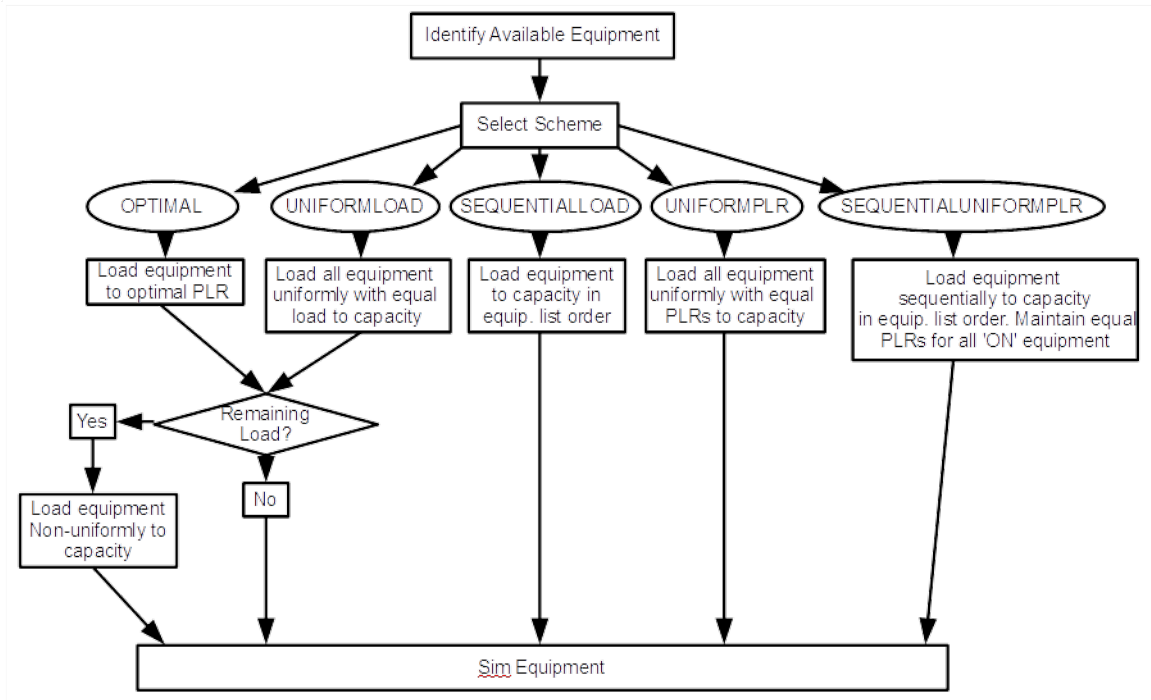 Identify Available Equipment
Select Scheme
OPTIMAL
UNIFORMLOAD
SEQUENTIALLOAD
UNIFORMPLR
SEQUENTIALUNIFORMPLR
Load equipment
to optimal PLR
Load all equipment
uniformly with equal
load to capacity
Load equipment
to capacity in
equip. list order
Load all equipment
uniformly with equal
PLRs to capacity
Load equipment
sequentially to capacity
in equip. list order. Maintain equal
PLRs for all 'ON' equipment
Remaining
Load?
Yes
No
Load equipment
Non-uniformly to
capacity
Sim Equipment